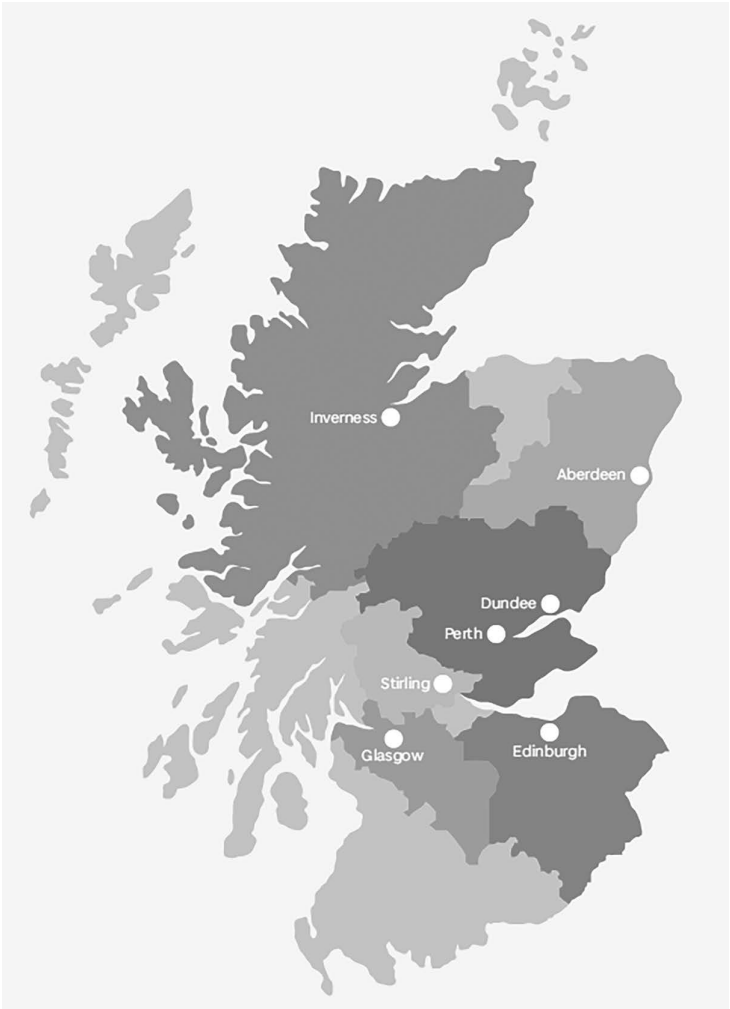 Inverness
Aberdeen
Dundee
Perth
Stirling
Glasgow
Edinburgh